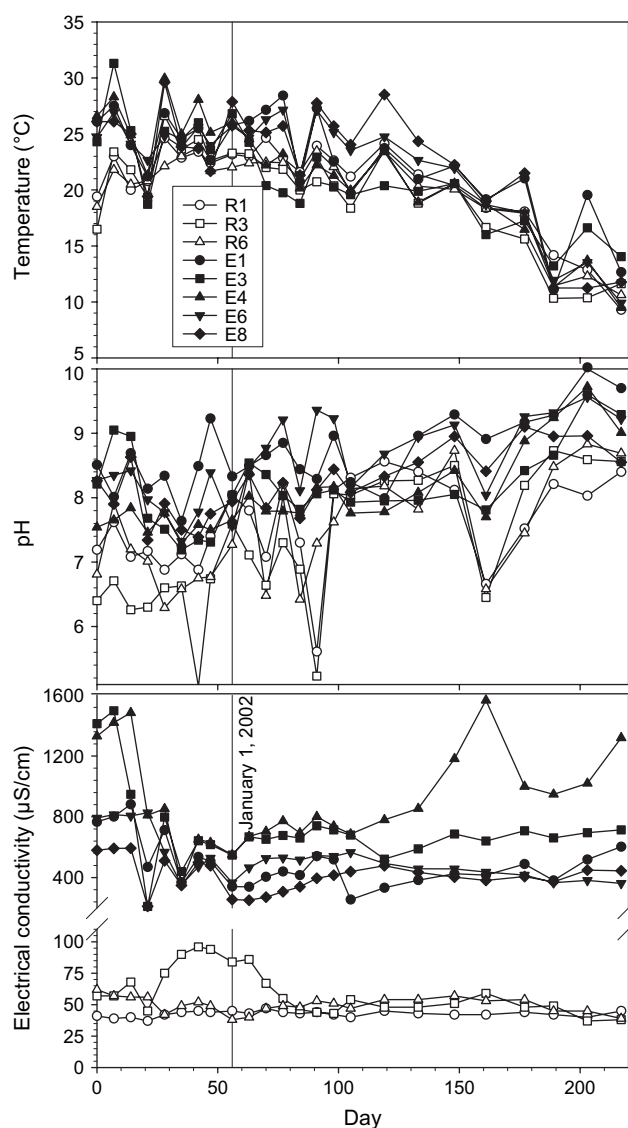 35
30
25
20
15
10
5
Temperature (°C)
R1
R3
R6
E1
E3
E4
E6
E8
10
9
8
7
6
pH
1600
1200
800
400
100
75
50
25
0
Electrical conductivity (µS/cm)
January 1, 2002
0
50
100
150
200
Day